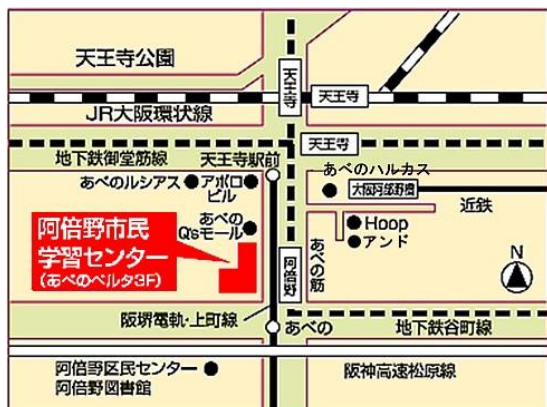 天王寺公園
天王寺
天王寺
JR大阪環状線
天王寺
地下鉄御堂筋線
天王寺駅前
あべのハルカス
あべのルシアス
アポロ
ビル
大阪阿部野橋
近鉄
あべの
Q'sモール
Hoop
アンド
阿倍野市民
学習センター
(あべのベルタ3F)
阿倍野
あべの筋
N
阪堺電軌・上町線
あべの
地下鉄谷町線
阿倍野区民センター
阿倍野図書館
阪神高速松原線